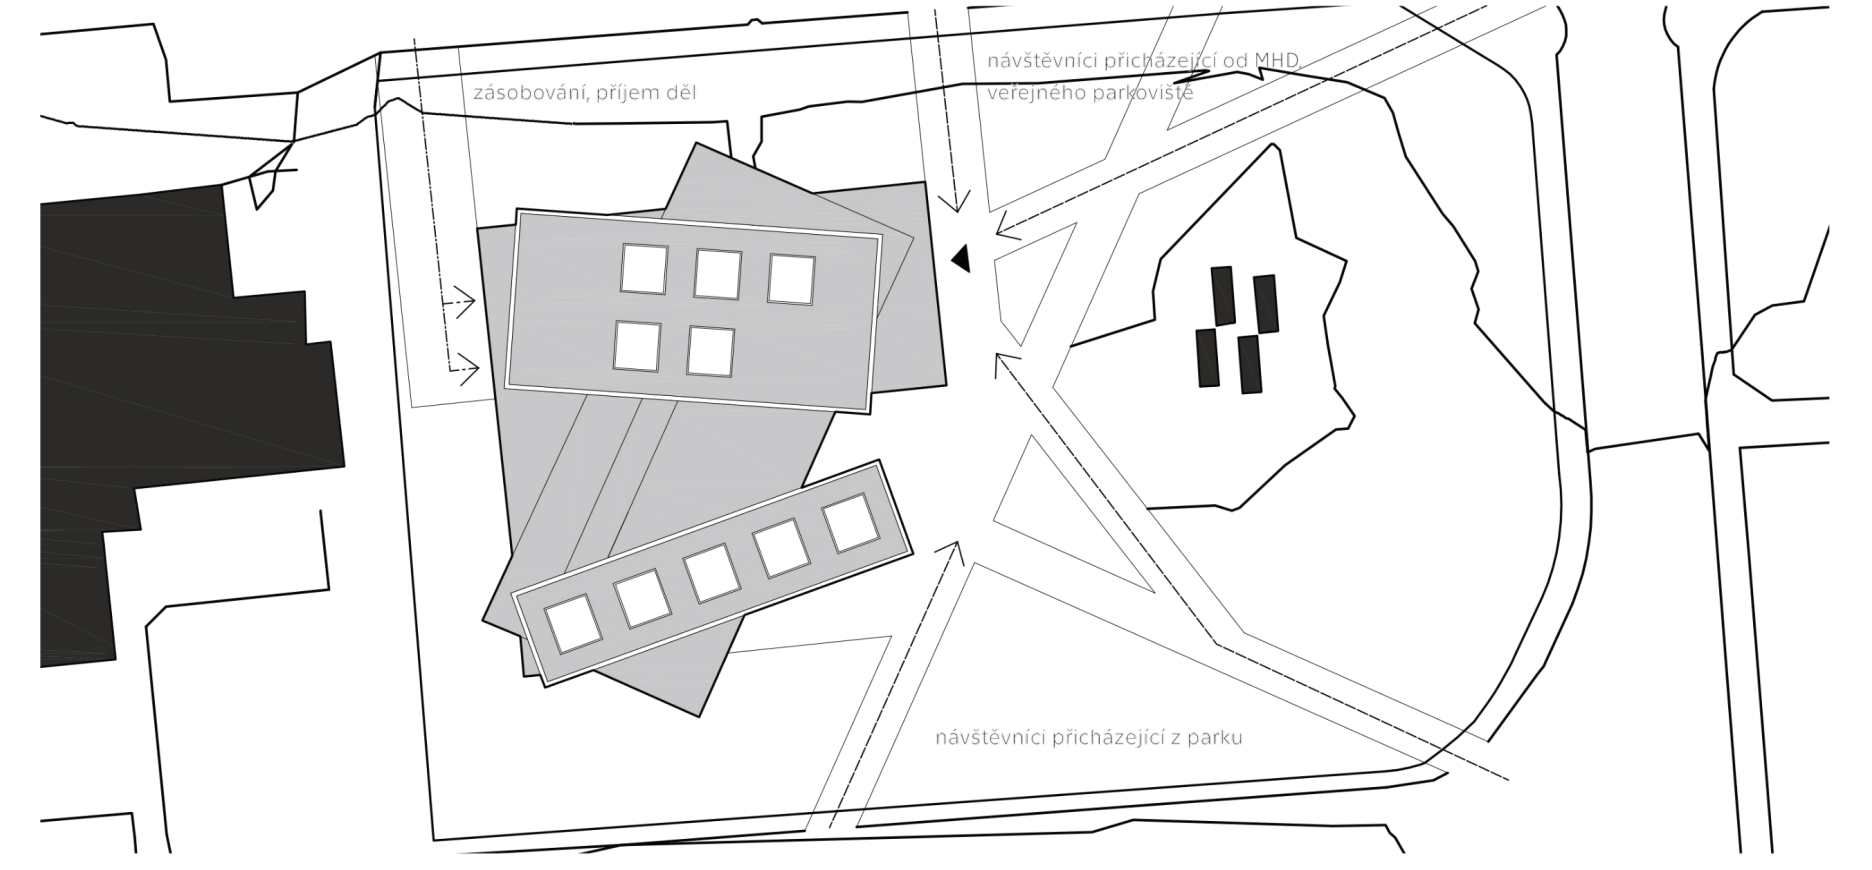 návštěvníci přicházející od MHD,
veřejného parkoviště
zásobování, příjem děl
návštěvníci přicházející z parku